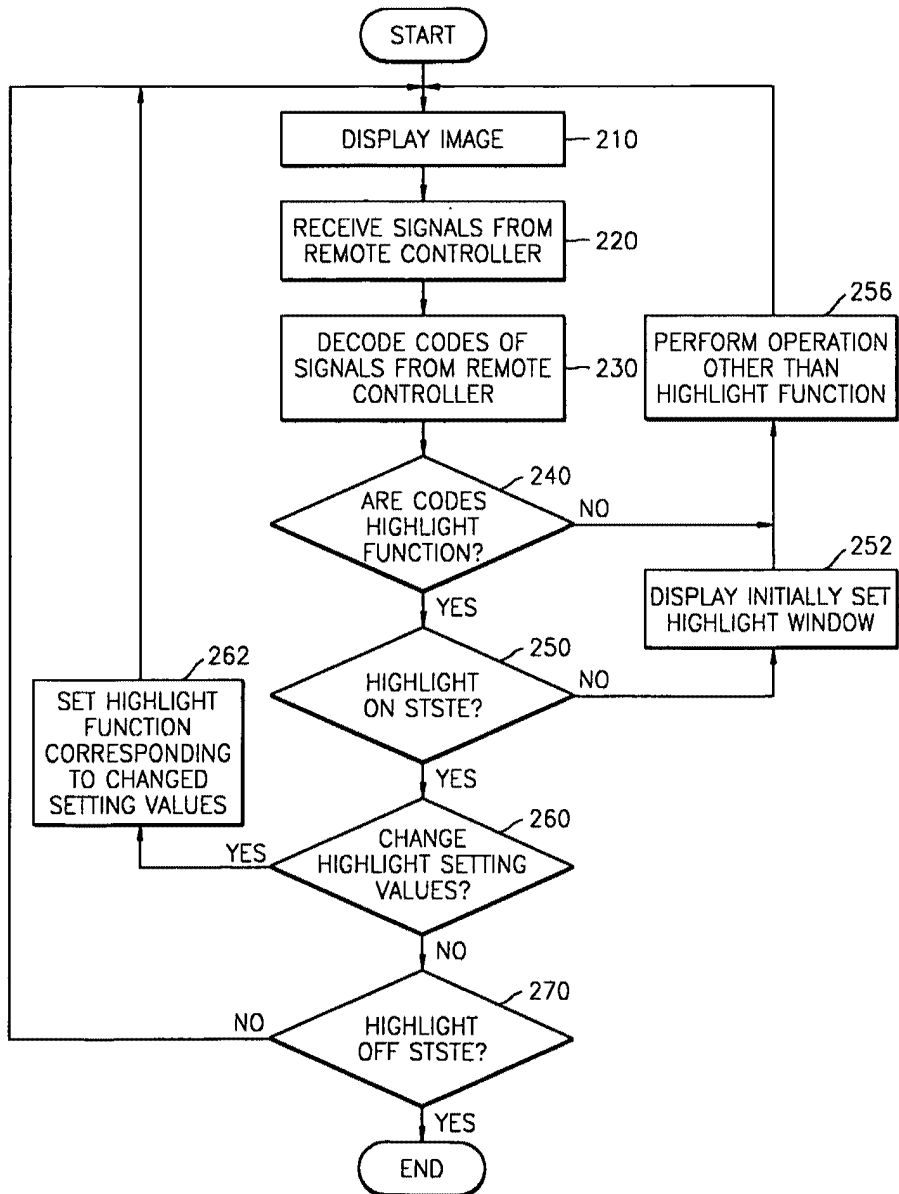 START
DISPLAY IMAGE
210
RECEIVE SIGNALS FROM
REMOTE CONTROLLER
220
DECODE CODES OF
SIGNALS FROM REMOTE
CONTROLLER
230
256
PERFORM OPERATION
OTHER THAN
HIGHLIGHT FUNCTION
240
ARE CODES
HIGHLIGHT
FUNCTION?
NO
YES
252
DISPLAY INITIALLY SET
HIGHLIGHT WINDOW
250
HIGHLIGHT
ON STSTE?
NO
YES
262
SET HIGHLIGHT
FUNCTION
CORRESPONDING
TO CHANGED
SETTING VALUES
260
CHANGE
HIGHLIGHT SETTING
VALUES?
YES
NO
270
HIGHLIGHT
OFF STSTE?
NO
YES
END